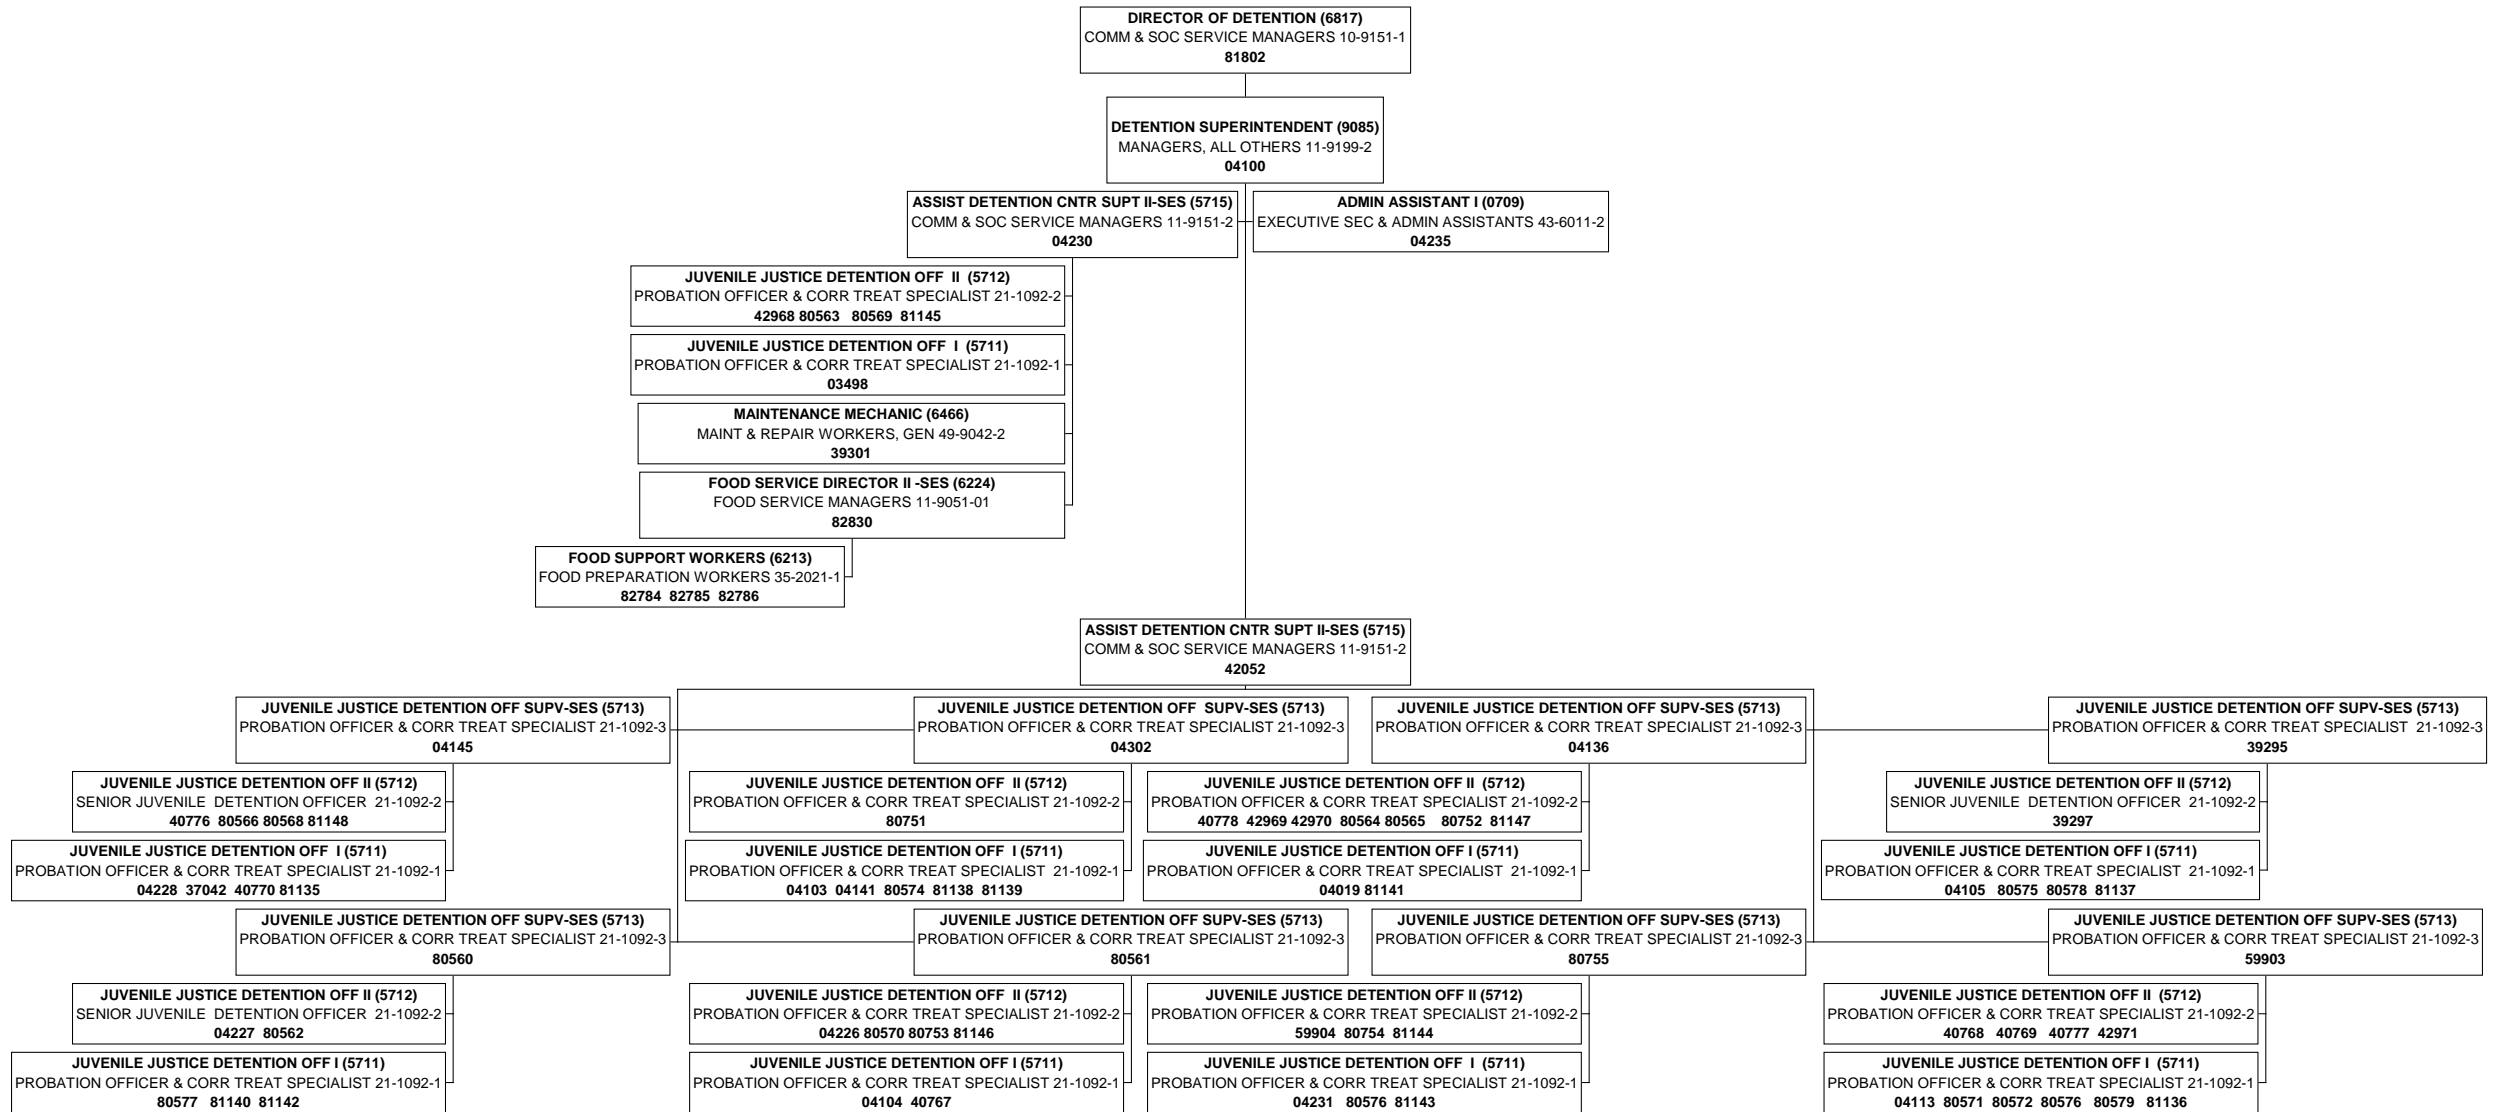 DIRECTOR OF DETENTION (6817)
COMM & SOC SERVICE MANAGERS 10-9151-1
81802
DETENTION SUPERINTENDENT (9085)
MANAGERS, ALL OTHERS 11-9199-2
04100
ASSIST DETENTION CNTR SUPT II-SES (5715)
COMM & SOC SERVICE MANAGERS 11-9151-2
04230
ADMIN ASSISTANT I (0709)
EXECUTIVE SEC & ADMIN ASSISTANTS 43-6011-2
04235
JUVENILE JUSTICE DETENTION OFF II (5712)
PROBATION OFFICER & CORR TREAT SPECIALIST 21-1092-2
42968 80563 80569 81145
JUVENILE JUSTICE DETENTION OFF I (5711)
PROBATION OFFICER & CORR TREAT SPECIALIST 21-1092-1
03498
MAINTENANCE MECHANIC (6466)
MAINT & REPAIR WORKERS, GEN 49-9042-2
39301
FOOD SERVICE DIRECTOR II -SES (6224)
FOOD SERVICE MANAGERS 11-9051-01
82830
FOOD SUPPORT WORKERS (6213)
FOOD PREPARATION WORKERS 35-2021-1
82784 82785 82786
ASSIST DETENTION CNTR SUPT II-SES (5715)
COMM & SOC SERVICE MANAGERS 11-9151-2
42052
JUVENILE JUSTICE DETENTION OFF SUPV-SES (5713)
PROBATION OFFICER & CORR TREAT SPECIALIST 21-1092-3
04145
JUVENILE JUSTICE DETENTION OFF SUPV-SES (5713)
PROBATION OFFICER & CORR TREAT SPECIALIST 21-1092-3
04302
JUVENILE JUSTICE DETENTION OFF SUPV-SES (5713)
PROBATION OFFICER & CORR TREAT SPECIALIST 21-1092-3
04136
JUVENILE JUSTICE DETENTION OFF SUPV-SES (5713)
PROBATION OFFICER & CORR TREAT SPECIALIST 21-1092-3
39295
JUVENILE JUSTICE DETENTION OFF II (5712)
SENIOR JUVENILE DETENTION OFFICER 21-1092-2
40776 80566 80568 81148
JUVENILE JUSTICE DETENTION OFF II (5712)
PROBATION OFFICER & CORR TREAT SPECIALIST 21-1092-2
80751
JUVENILE JUSTICE DETENTION OFF II (5712)
PROBATION OFFICER & CORR TREAT SPECIALIST 21-1092-2
40778 42969 42970 80564 80565 80752 81147
JUVENILE JUSTICE DETENTION OFF II (5712)
SENIOR JUVENILE DETENTION OFFICER 21-1092-2
39297
JUVENILE JUSTICE DETENTION OFF I (5711)
PROBATION OFFICER & CORR TREAT SPECIALIST 21-1092-1
04228 37042 40770 81135
JUVENILE JUSTICE DETENTION OFF I (5711)
PROBATION OFFICER & CORR TREAT SPECIALIST 21-1092-1
04103 04141 80574 81138 81139
JUVENILE JUSTICE DETENTION OFF I (5711)
PROBATION OFFICER & CORR TREAT SPECIALIST 21-1092-1
04019 81141
JUVENILE JUSTICE DETENTION OFF I (5711)
PROBATION OFFICER & CORR TREAT SPECIALIST 21-1092-1
04105 80575 80578 81137
JUVENILE JUSTICE DETENTION OFF SUPV-SES (5713)
PROBATION OFFICER & CORR TREAT SPECIALIST 21-1092-3
80560
JUVENILE JUSTICE DETENTION OFF SUPV-SES (5713)
PROBATION OFFICER & CORR TREAT SPECIALIST 21-1092-3
80561
JUVENILE JUSTICE DETENTION OFF SUPV-SES (5713)
PROBATION OFFICER & CORR TREAT SPECIALIST 21-1092-3
80755
JUVENILE JUSTICE DETENTION OFF SUPV-SES (5713)
PROBATION OFFICER & CORR TREAT SPECIALIST 21-1092-3
59903
JUVENILE JUSTICE DETENTION OFF II (5712)
SENIOR JUVENILE DETENTION OFFICER 21-1092-2
04227 80562
JUVENILE JUSTICE DETENTION OFF II (5712)
PROBATION OFFICER & CORR TREAT SPECIALIST 21-1092-2
04226 80570 80753 81146
JUVENILE JUSTICE DETENTION OFF II (5712)
PROBATION OFFICER & CORR TREAT SPECIALIST 21-1092-2
59904 80754 81144
JUVENILE JUSTICE DETENTION OFF II (5712)
PROBATION OFFICER & CORR TREAT SPECIALIST 21-1092-2
40768 40769 40777 42971
JUVENILE JUSTICE DETENTION OFF I (5711)
PROBATION OFFICER & CORR TREAT SPECIALIST 21-1092-1
80577 81140 81142
JUVENILE JUSTICE DETENTION OFF I (5711)
PROBATION OFFICER & CORR TREAT SPECIALIST 21-1092-1
04104 40767
JUVENILE JUSTICE DETENTION OFF I (5711)
PROBATION OFFICER & CORR TREAT SPECIALIST 21-1092-1
04231 80576 81143
JUVENILE JUSTICE DETENTION OFF I (5711)
PROBATION OFFICER & CORR TREAT SPECIALIST 21-1092-1
04113 80571 80572 80576 80579 81136